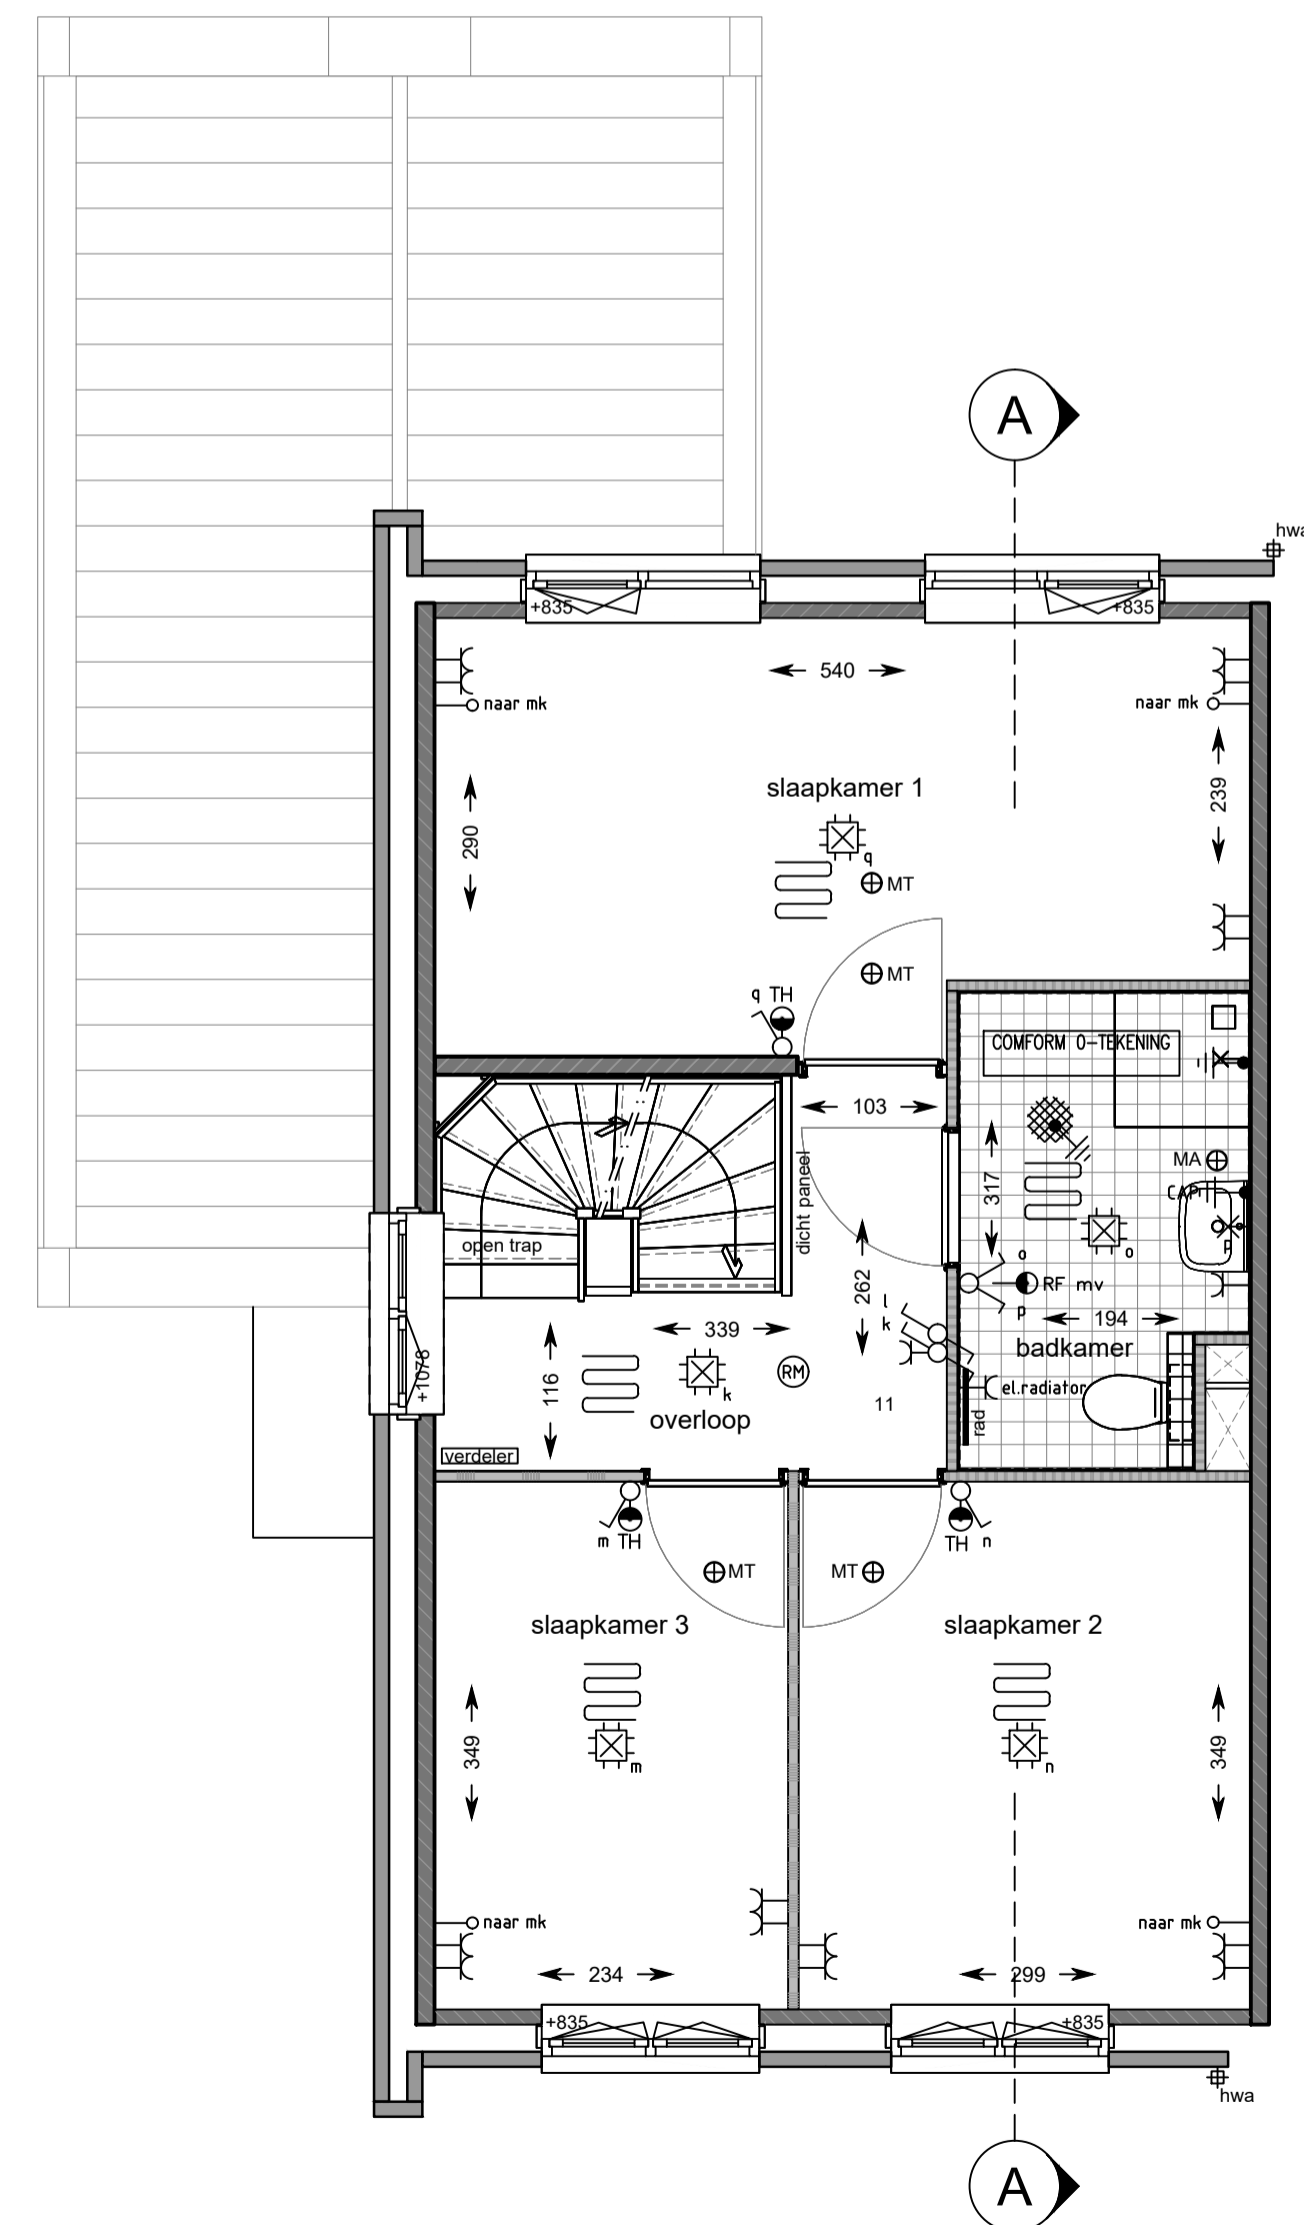 A
hwa
+835
+835
540
naar mk
naar mk
239
slaapkamer 1
290
q
MT
MT
q TH
COMFORM 0-TEKENING
103
dicht paneel
MA
317
CAP
open trap
262
o
o
p
RF mv
p
l
k
194
339
badkamer
+1078
116
RM
k
el.radiator
rad
11
overloop
verdeler
m TH
TH n
MT
MT
slaapkamer 3
slaapkamer 2
349
349
m
n
naar mk
naar mk
234
299
+835
+835
hwa
A